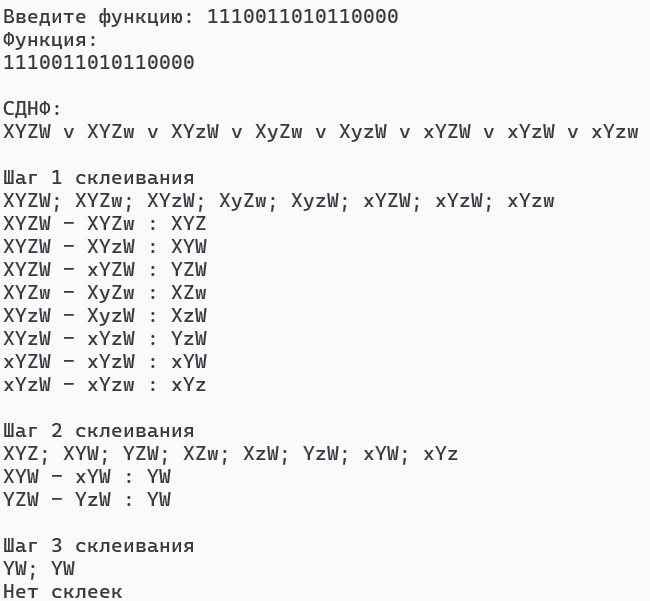 Введите функцию: 1110011010110000
Функция:
1110011010110000
СДНФ:
XYZW v XYZw v XYzW v XyZw v XyzW v xYZW v xYzW v xYzw
Шаг 1 склеивания
XYZW; XYZw; XYzW; XyZw; XyzW; xYZW; xYzW; xYzw
XYZW - XYZw : XYZ
XYZW - XYzW : XYW
XYZW - xYZW : YZW
XYZw - XyZw : XZw
XYzW - XyzW : XzW
XYzW - xYzW : YzW
xYZW - xYzW : xYW
xYzW - xYzw : xYz
Шаг 2 склеивания
XYZ; XYW; YZW; XZw; XzW; YzW; xYW; xYz
XYW - xYW : YW
YZW - YzW : YW
Шаг 3 склеивания
YW; YW
Нет склеек